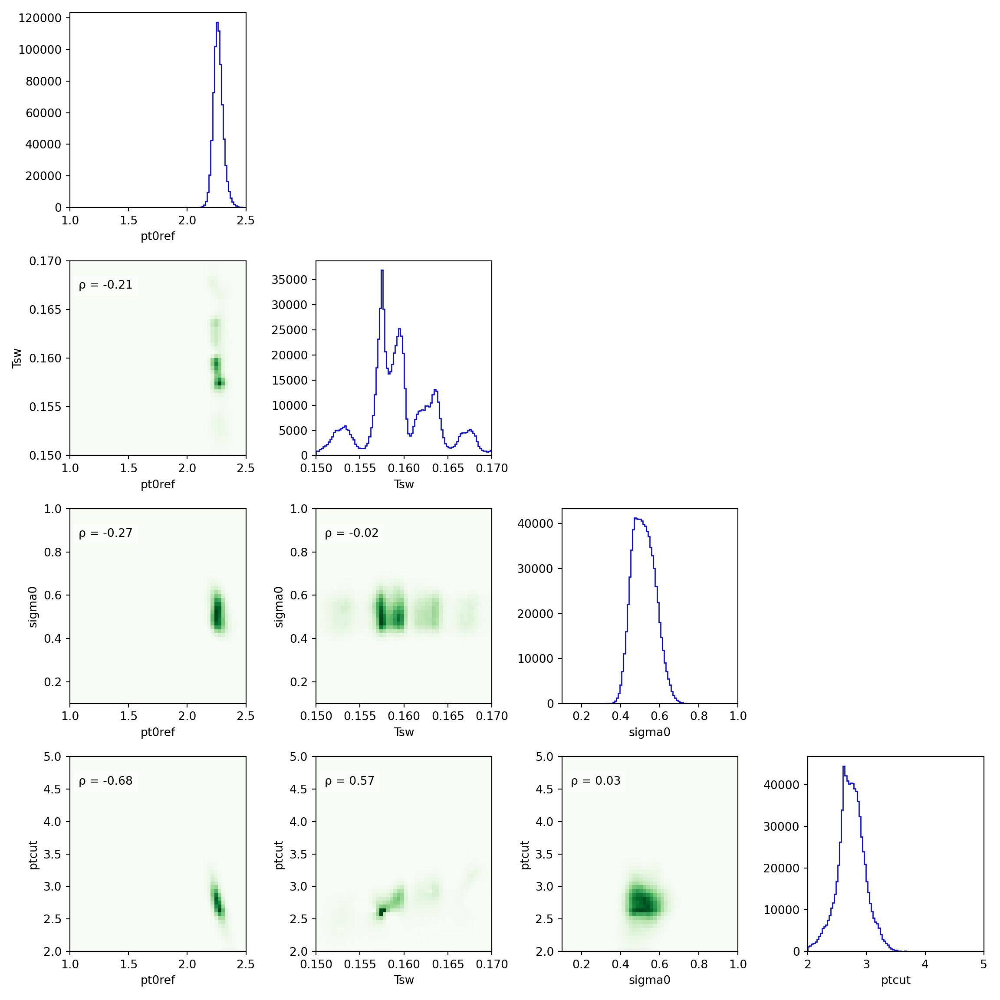 120000
100000
80000
60000
40000
20000
0
1.0 1.5 2.0 2.5
pt0ref
0.170
0.165
0.160
0.155
0.150
Tsw
ρ = -0.21
1.0 1.5 2.0 2.5
pt0ref
35000
30000
25000
20000
15000
10000
5000
0
0.150 0.155 0.160 0.165 0.170
Tsw
1.0
0.8
0.6
0.4
0.2
sigma0
ρ = -0.27
1.0 1.5 2.0 2.5
pt0ref
1.0
0.8
0.6
0.4
0.2
sigma0
ρ = -0.02
0.150 0.155 0.160 0.165 0.170
Tsw
40000
30000
20000
10000
0
0.2 0.4 0.6 0.8 1.0
sigma0
5.0
4.5
4.0
3.5
3.0
2.5
2.0
ptcut
ρ = -0.68
1.0 1.5 2.0 2.5
pt0ref
5.0
4.5
4.0
3.5
3.0
2.5
2.0
ptcut
ρ = 0.57
0.150 0.155 0.160 0.165 0.170
Tsw
5.0
4.5
4.0
3.5
3.0
2.5
2.0
ptcut
ρ = 0.03
0.2 0.4 0.6 0.8 1.0
sigma0
40000
30000
20000
10000
0
2 3 4 5
ptcut